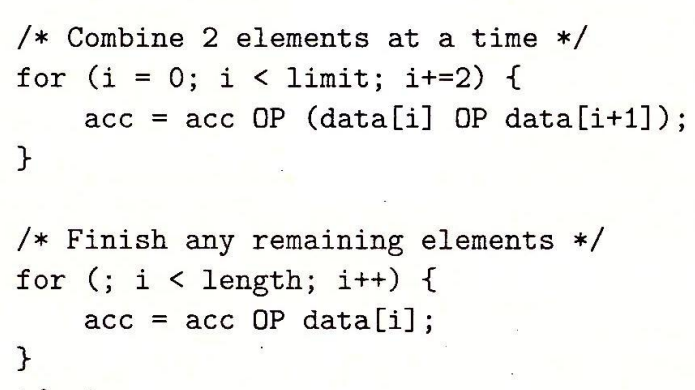 /* Combine 2 elements at a time */
for (i = 0; i < limit; i+=2) {
    acc = acc OP (data[i] OP data[i+1]);
}

/* Finish any remaining elements */
for (; i < length; i++) {
    acc = acc OP data[i];
}